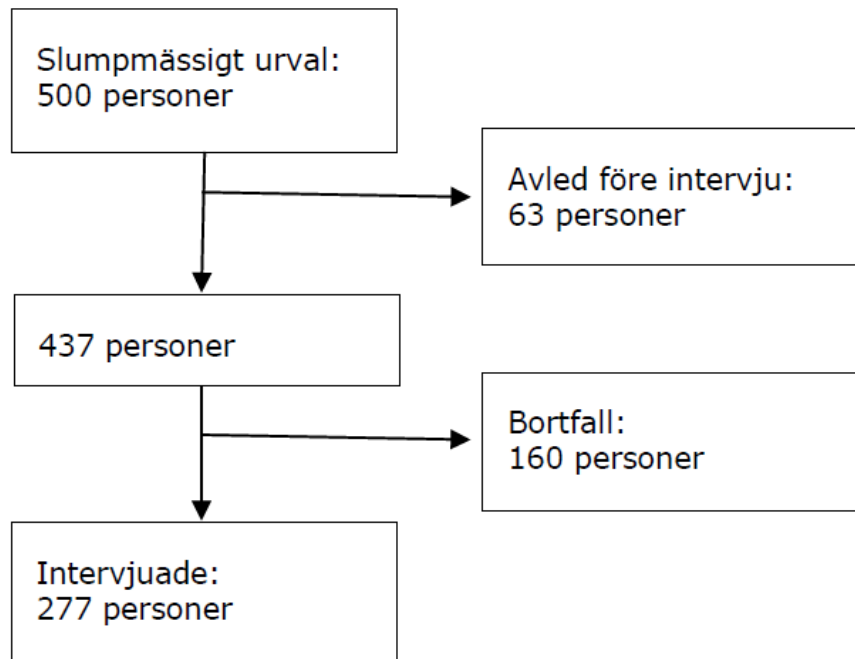 Slumpmässigt urval:
500 personer
Avled före intervju:
63 personer
437 personer
Bortfall:
160 personer
Intervjuade:
277 personer